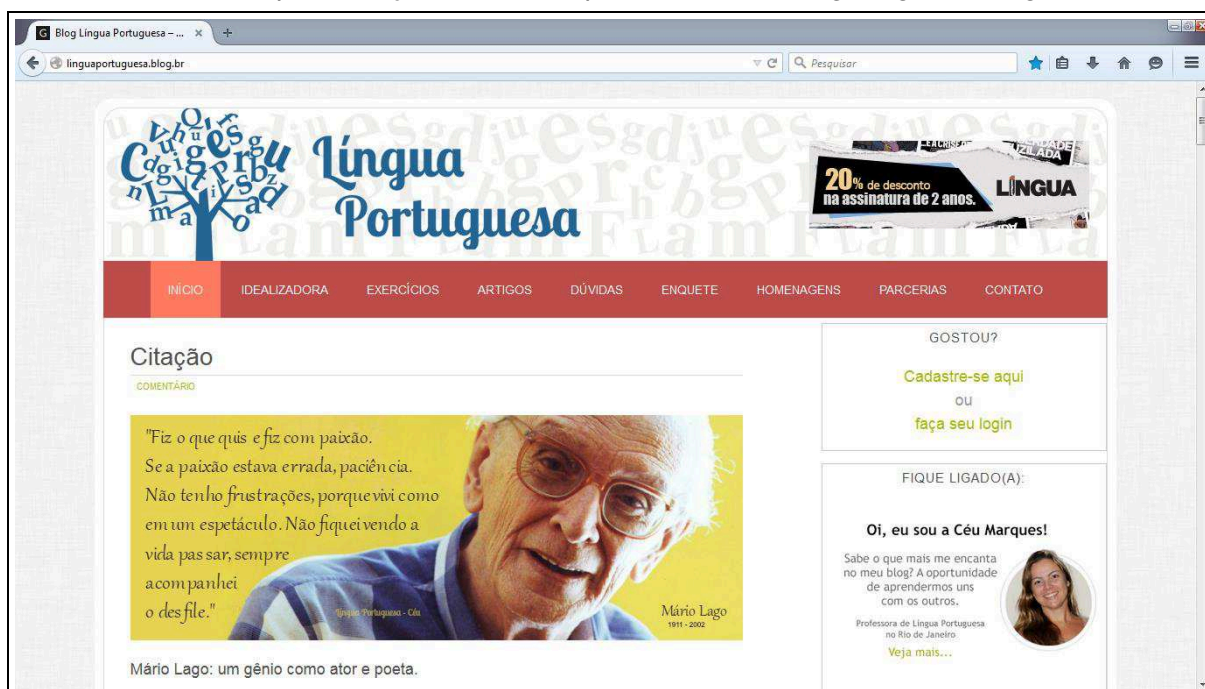 Blog Língua Portuguesa – ...
linguaportuguesa.blog.br
Pesquisar
Língua
Portuguesa
20% de desconto
na assinatura de 2 anos.
LÍNGUA
INÍCIO IDEALIZADORA EXERCÍCIOS ARTIGOS DÚVIDAS ENQUETE HOMENAGENS PARCERIAS CONTATO
Citação
COMENTÁRIO
"Fiz o que quis e fiz com paixão.
Se a paixão estava errada, paciência.
Não tenho frustrações, porque vivi como
em um espetáculo. Não fiquei vendo a
vida passar, sempre
acompanhei
o desfile."
Língua Portuguesa - Céu
Mário Lago
1911 - 2002
Mário Lago: um gênio como ator e poeta.
GOSTOU?
Cadastre-se aqui
ou
faça seu login
FIQUE LIGADO(A):
Oi, eu sou a Céu Marques!
Sabe o que mais me encanta
no meu blog? A oportunidade
de aprendermos uns
com os outros.
Professora de Língua Portuguesa
no Rio de Janeiro
Veja mais...